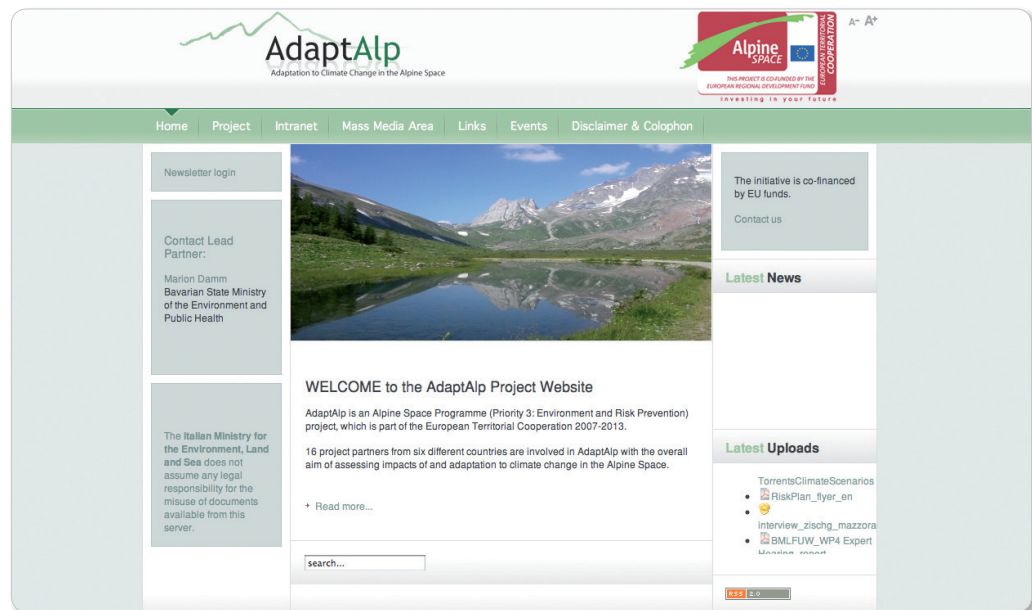 AdaptAlp
Adaptation to Climate Change in the Alpine Space
Alpine
SPACE
EUROPEAN TERRITORIAL
COOPERATION
THIS PROJECT IS CO-FUNDED BY THE
EUROPEAN REGIONAL DEVELOPMENT FUND
Investing in your future
A- A+
Home Project Intranet Mass Media Area Links Events Disclaimer & Colophon
Newsletter login
Contact Lead
Partner:
Marion Damm
Bavarian State Ministry
of the Environment and
Public Health
The Italian Ministry for
the Environment, Land
and Sea does not
assume any legal
responsibility for the
misuse of documents
available from this
server.
WELCOME to the AdaptAlp Project Website
AdaptAlp is an Alpine Space Programme (Priority 3: Environment and Risk Prevention)
project, which is part of the European Territorial Cooperation 2007-2013.
16 project partners from six different countries are involved in AdaptAlp with the overall
aim of assessing impacts of and adaptation to climate change in the Alpine Space.
Read more...
search...
The initiative is co-financed
by EU funds.
Contact us
Latest News
Latest Uploads
TorrentsClimateScenarios
RiskPlan_flyer_en
interview_zischg_mazzora
BMLFUW_WP4 Expert
Hearing_report
RSS 2.0